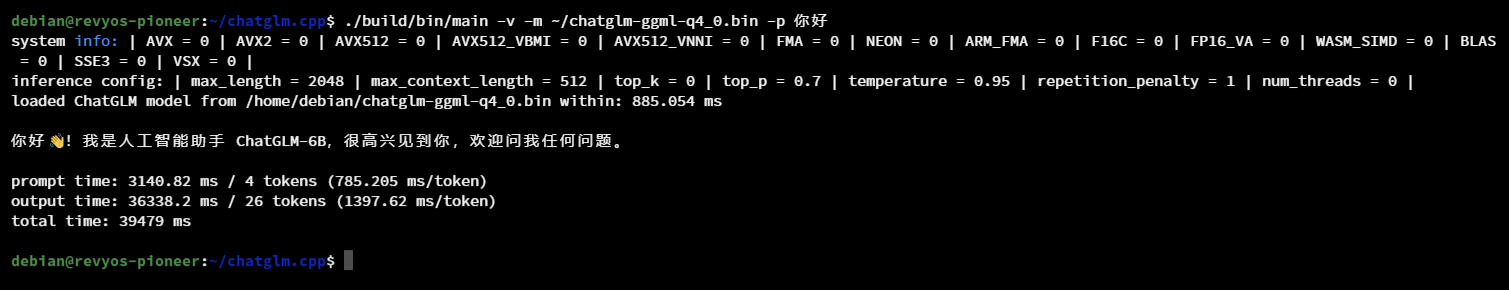 debian@revyos-pioneer:~/chatglm.cpp$ ./build/bin/main -v -m ~/chatglm-ggml-q4_0.bin -p 你好
system info: | AVX = 0 | AVX2 = 0 | AVX512 = 0 | AVX512_VBMI = 0 | AVX512_VNNI = 0 | FMA = 0 | NEON = 0 | ARM_FMA = 0 | F16C = 0 | FP16_VA = 0 | WASM_SIMD = 0 | BLAS
= 0 | SSE3 = 0 | VSX = 0 |
inference config: | max_length = 2048 | max_context_length = 512 | top_k = 0 | top_p = 0.7 | temperature = 0.95 | repetition_penalty = 1 | num_threads = 0 |
loaded ChatGLM model from /home/debian/chatglm-ggml-q4_0.bin within: 885.054 ms
你好👋！我是人工智能助手 ChatGLM-6B，很高兴见到你，欢迎问我任何问题。
prompt time: 3140.82 ms / 4 tokens (785.205 ms/token)
output time: 36338.2 ms / 26 tokens (1397.62 ms/token)
total time: 39479 ms
debian@revyos-pioneer:~/chatglm.cpp$